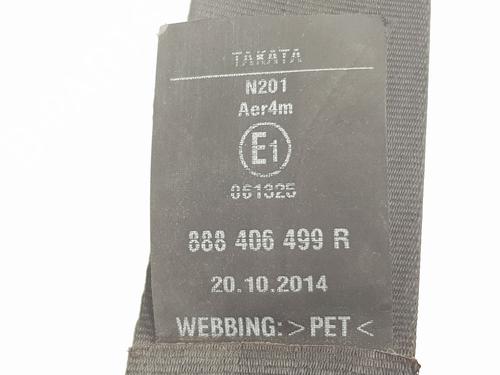 TAKATA
N201
Aer4m
E1
061325
888 406 499 R
20.10.2014
WEBBING: >PET<